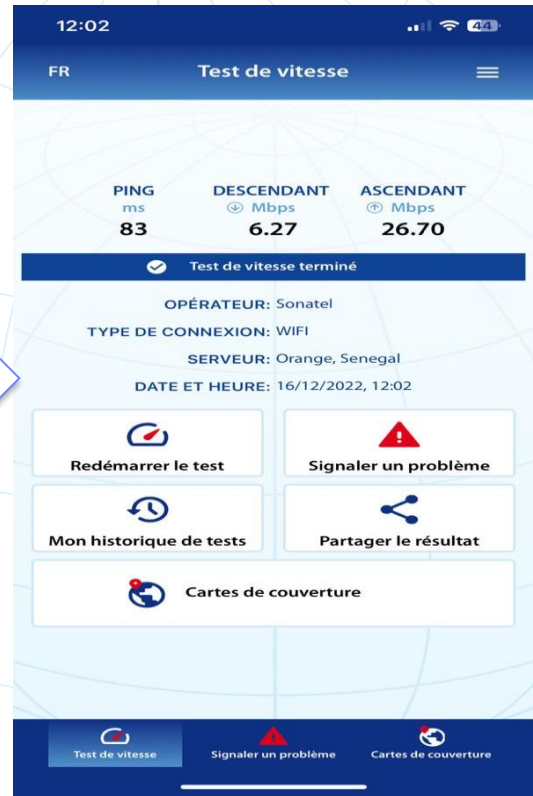 12:02
44
FR Test de vitesse
PING DESCENDANT ASCENDANT
ms Mbps Mbps
83 6.27 26.70
Test de vitesse terminé
OPÉRATEUR: Sonatel
TYPE DE CONNEXION: WIFI
SERVEUR: Orange, Senegal
DATE ET HEURE: 16/12/2022, 12:02
Redémarrer le test Signaler un problème
Mon historique de tests Partager le résultat
Cartes de couverture
Test de vitesse Signaler un problème Cartes de couverture